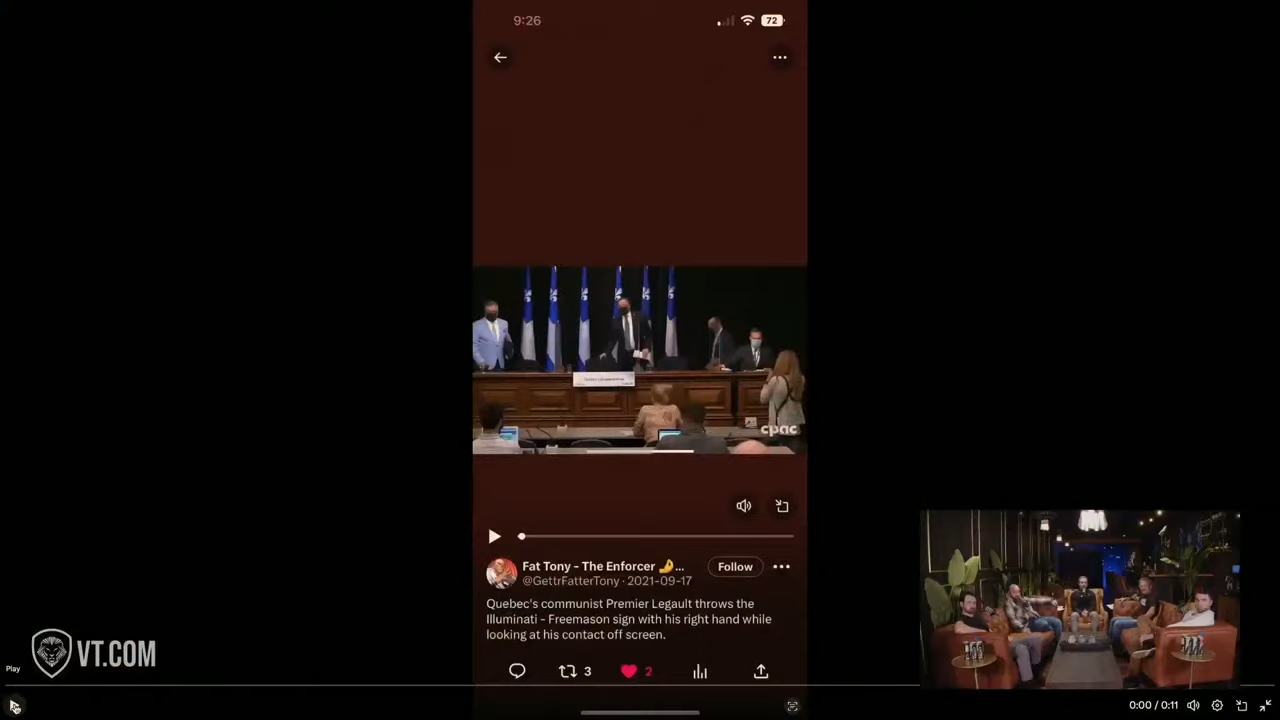 9:26
72
cpac
Fat Tony - The Enforcer 🤌...
Follow
@GettrFatterTony · 2021-09-17
Quebec's communist Premier Legault throws the
Illuminati - Freemason sign with his right hand while
looking at his contact off screen.
3
2
VT.COM
Play
0:00 / 0:11